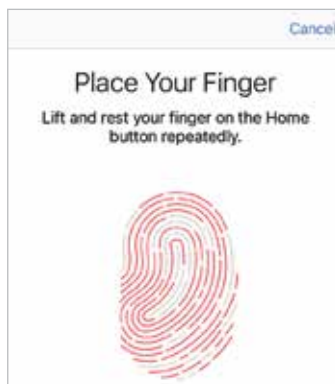 Cancel
Place Your Finger
Lift and rest your finger on the Home
button repeatedly.